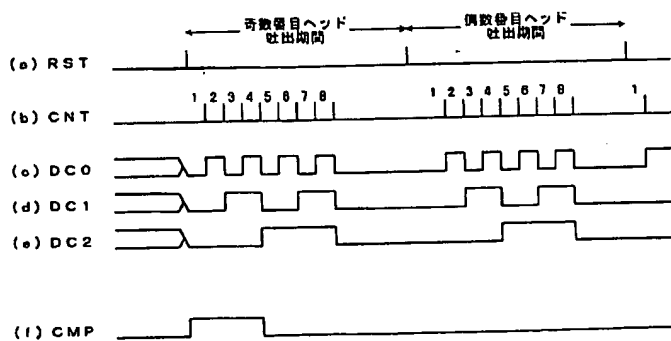 奇数番目ヘッド
吐出期間
偶数番目ヘッド
吐出期間
(a) RST
(b) CNT
1 2 3 4 5 6 7 8
1 2 3 4 5 6 7 8
1
(c) DC0
(d) DC1
(e) DC2
(f) CMP